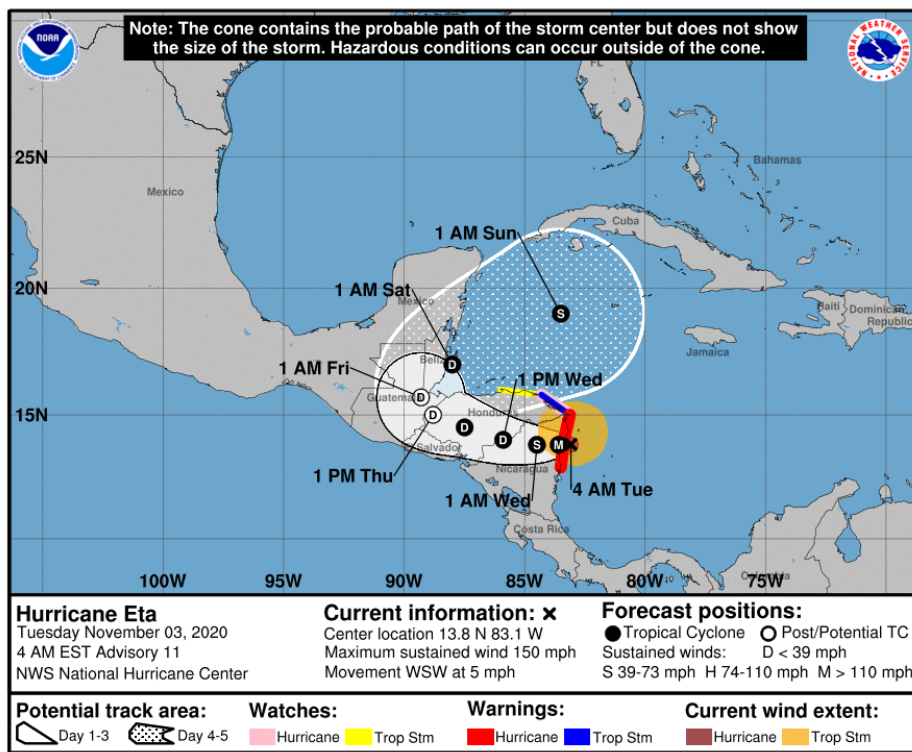 Note: The cone contains the probable path of the storm center but does not show
the size of the storm. Hazardous conditions can occur outside of the cone.
NOAA
NATIONAL WEATHER SERVICE
FL
25N
Mexico
Bahamas
1 AM Sun
Cuba
20N
1 AM Sat
Mexico
Haiti
Dominican
Republic
Jamaica
S
1 AM Fri
D
1 PM Wed
D
Guatemala
15N
D
Honduras
D
D
S
M
El Salvador
1 PM Thu
Nicaragua
1 AM Wed
4 AM Tue
Costa Rica
100W
95W
90W
85W
80W
75W
Colombia
Hurricane Eta
Tuesday November 03, 2020
4 AM EST Advisory 11
NWS National Hurricane Center
Current information: ×
Center location 13.8 N 83.1 W
Maximum sustained wind 150 mph
Movement WSW at 5 mph
Forecast positions:
Tropical Cyclone Post/Potential TC
Sustained winds: D < 39 mph
S 39-73 mph H 74-110 mph M > 110 mph
Potential track area:
Day 1-3 Day 4-5
Watches:
Hurricane Trop Stm
Warnings:
Hurricane Trop Stm
Current wind extent:
Hurricane Trop Stm